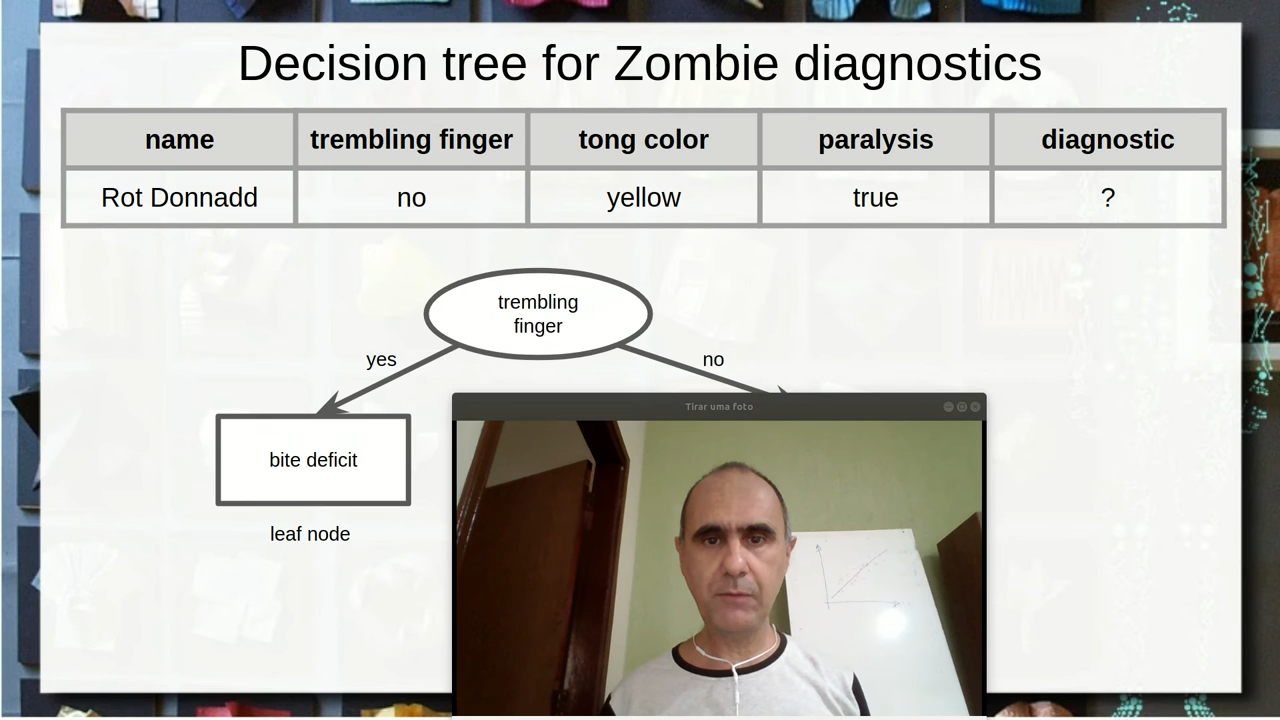 Decision tree for Zombie diagnostics
name trembling finger tong color paralysis diagnostic
Rot Donnadd no yellow true ?
trembling
finger
yes no
Tirar uma foto
bite deficit
leaf node